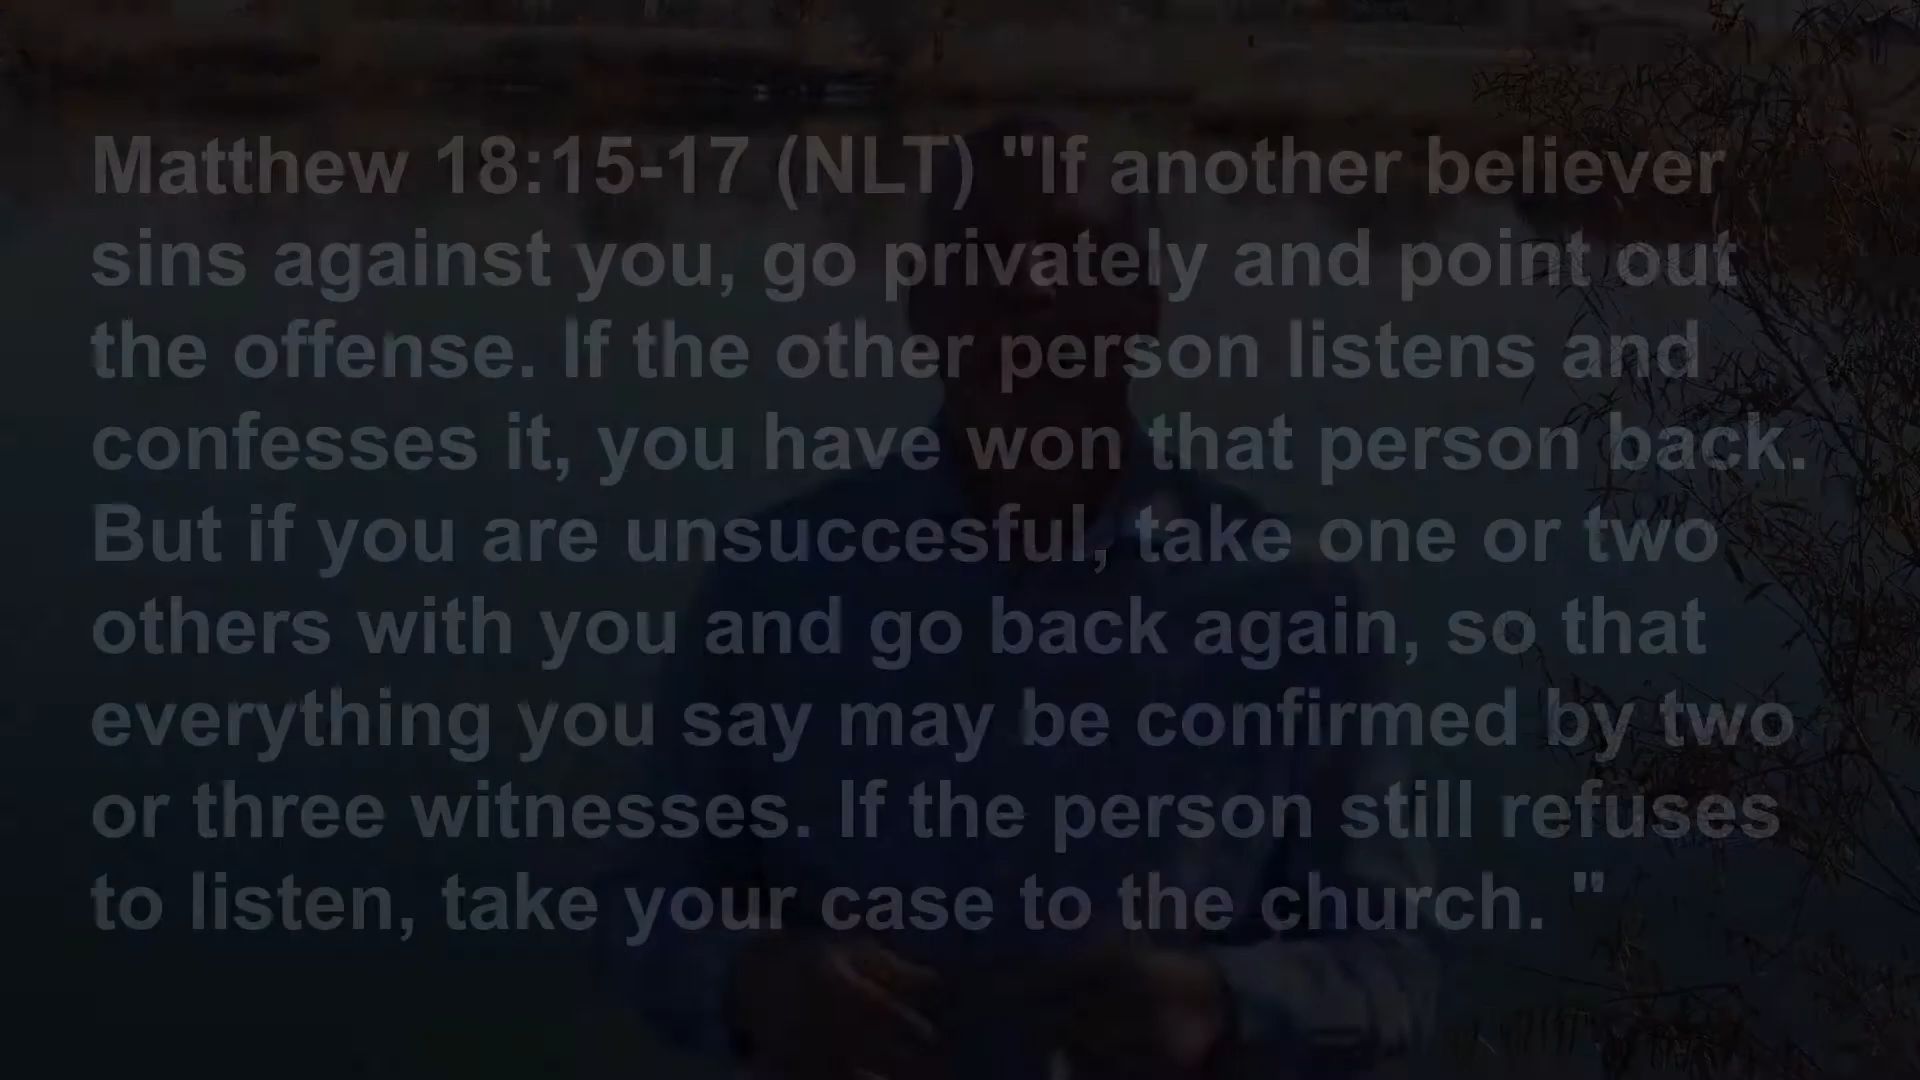 Matthew 18:15-17 (NLT) "If another believer
sins against you, go privately and point out
the offense. If the other person listens and
confesses it, you have won that person back.
But if you are unsuccesful, take one or two
others with you and go back again, so that
everything you say may be confirmed by two
or three witnesses. If the person still refuses
to listen, take your case to the church. "